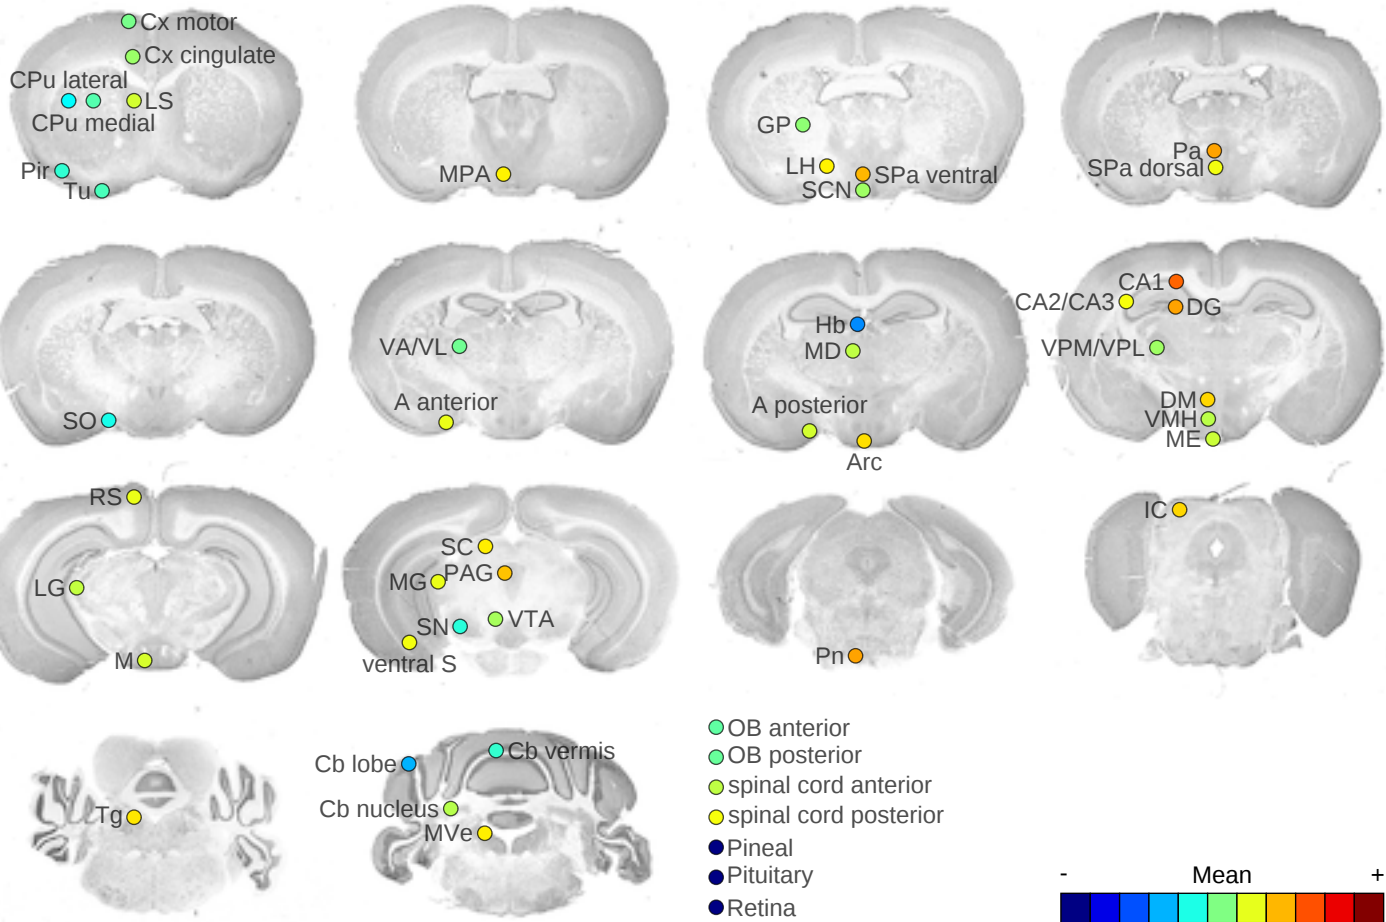 Cx motor
Cx cingulate
CPu lateral
LS
CPu medial
Pir
Tu
MPA
GP
LH
SPa ventral
SCN
Pa
SPa dorsal
SO
VA/VL
A anterior
Hb
MD
A posterior
Arc
CA1
CA2/CA3
DG
VPM/VPL
DM
VMH
ME
RS
LG
M
SC
PAG
MG
VTA
SN
ventral S
Pn
IC
Tg
Cb lobe
Cb vermis
Cb nucleus
MVe
OB anterior
OB posterior
spinal cord anterior
spinal cord posterior
Pineal
Pituitary
Retina
- Mean +